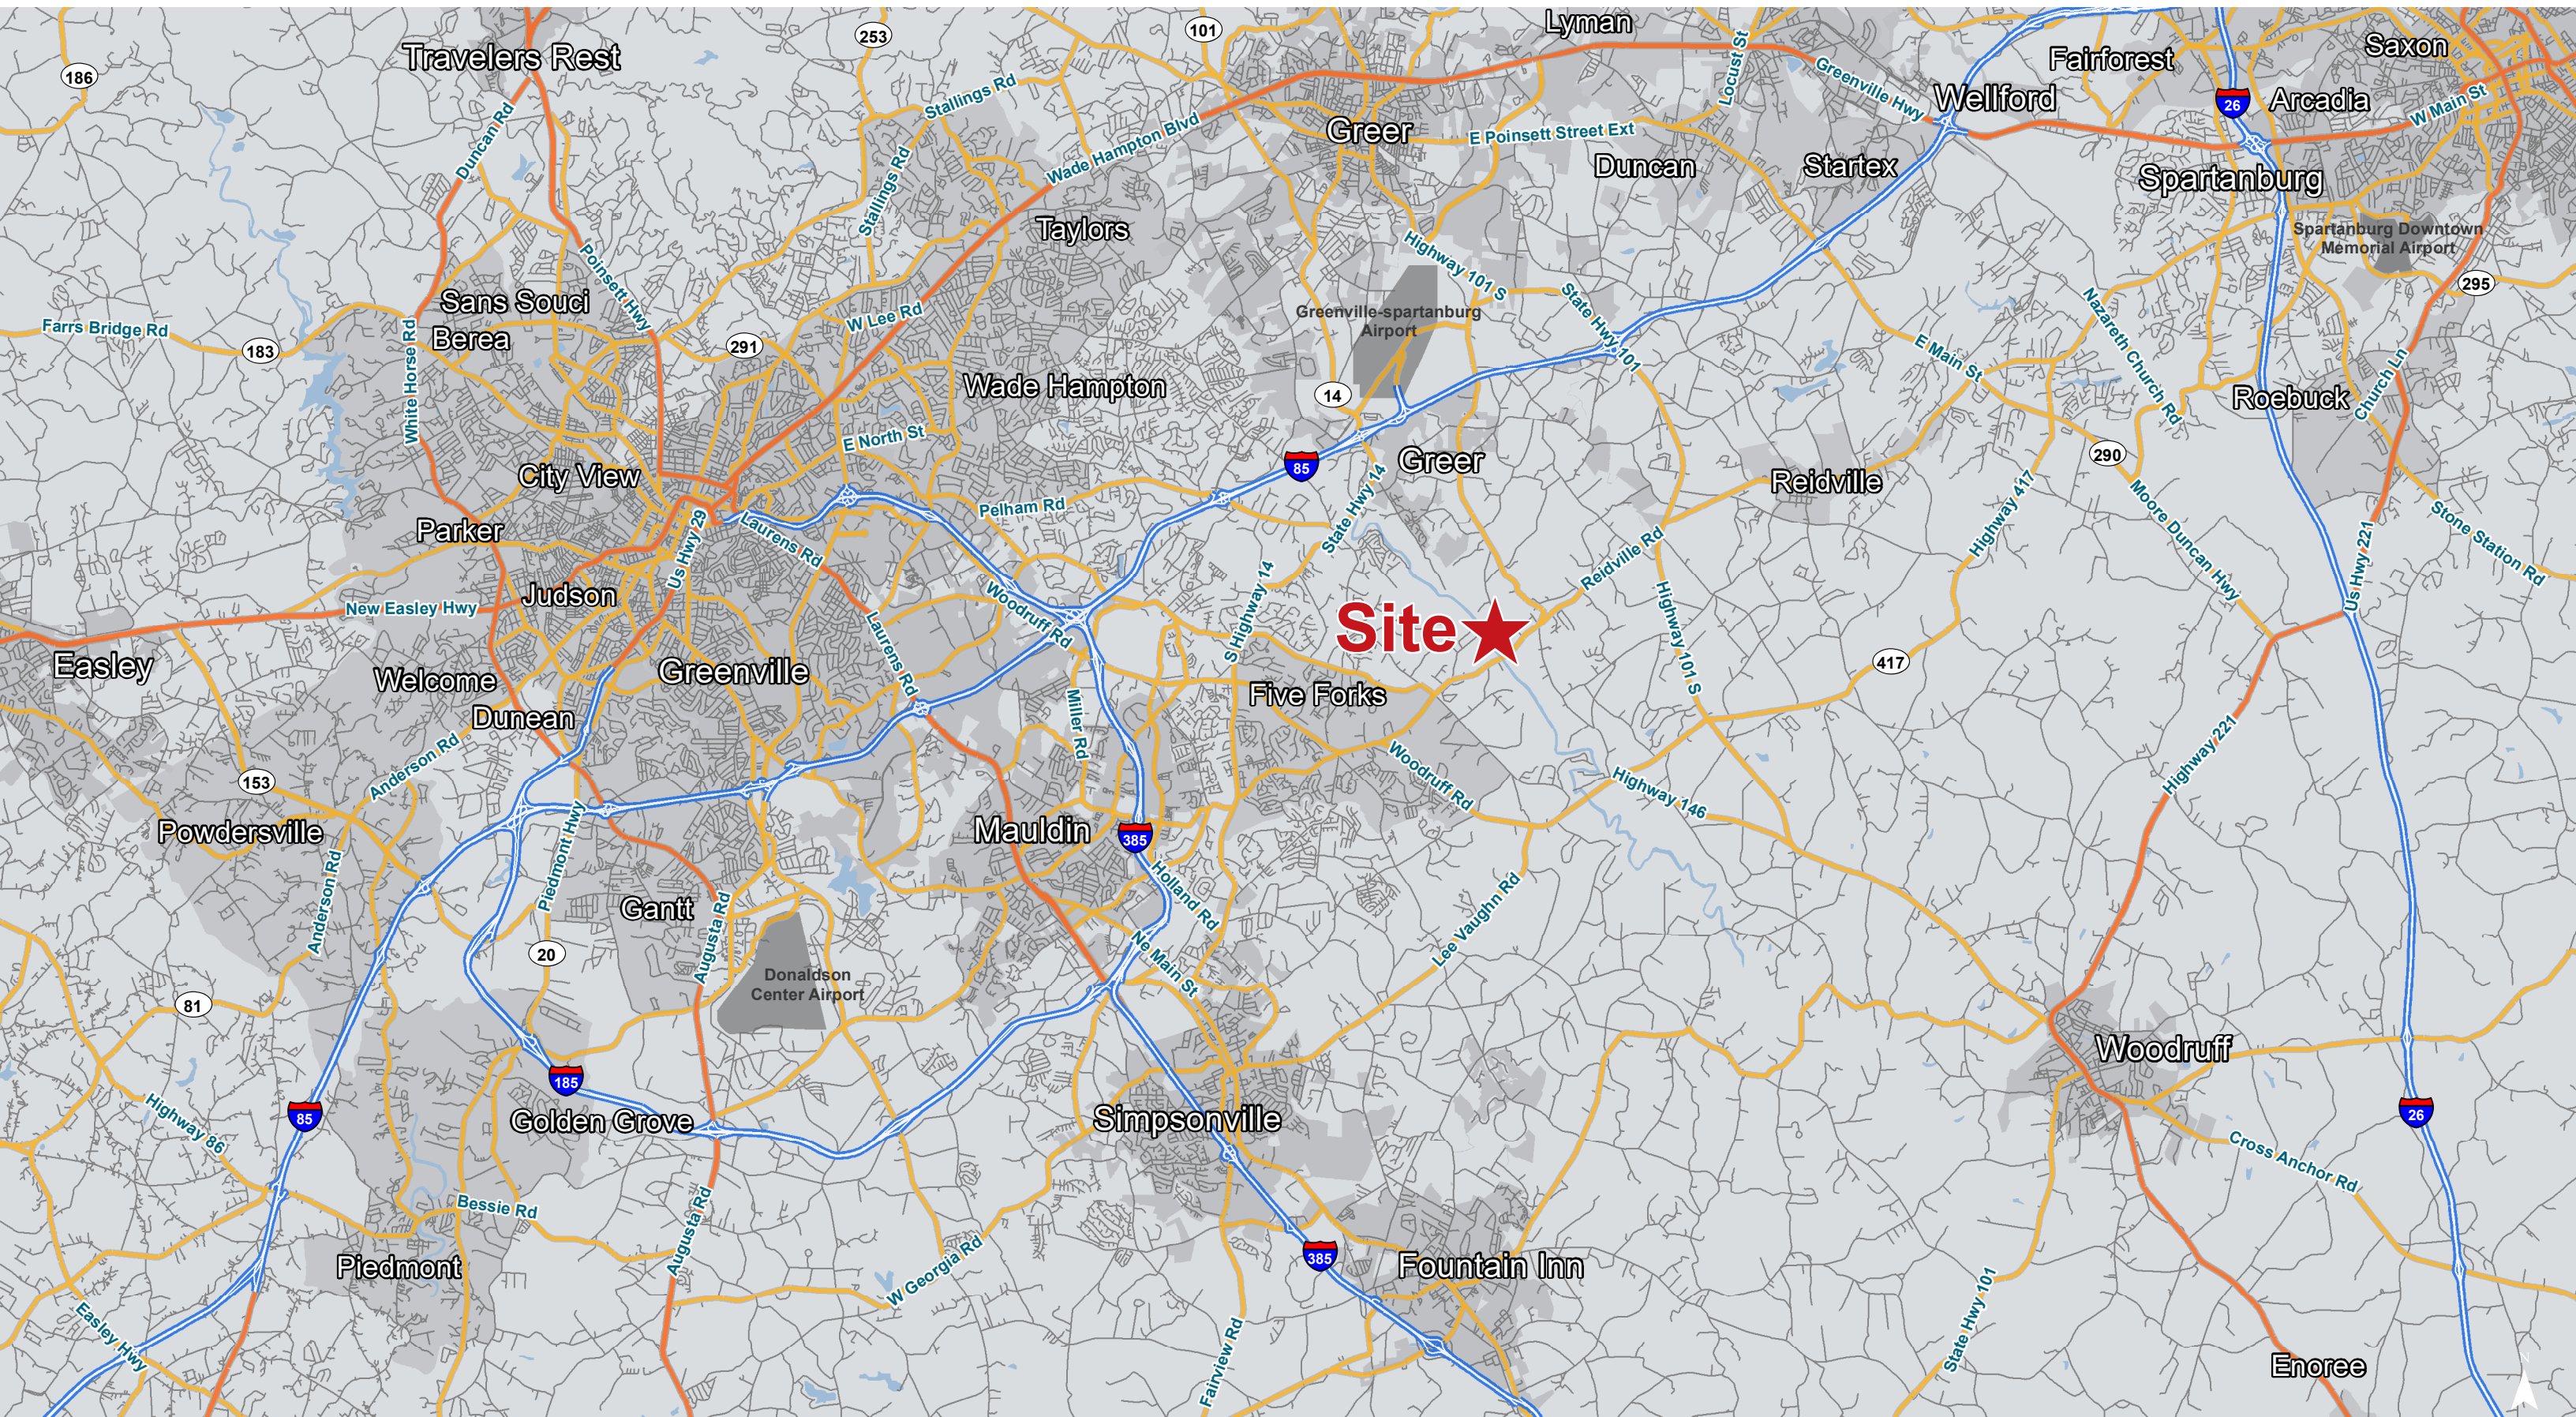 Travelers Rest
253
101
Lyman
186
Stallings Rd
Locust St
Greenville Hwy
Fairforest
Saxon
Wellford
26
Arcadia
W Main St
Duncan Rd
Wade Hampton Blvd
Greer
E Poinsett Street Ext
Duncan
Startex
Spartanburg
Stallings Rd
Taylors
Spartanburg Downtown
Memorial Airport
Poinsett Hwy
Highway 101 S
295
Sans Souci
State Hwy 101
Nazareth Church Rd
Greenville-spartanburg
Airport
W Lee Rd
Farrs Bridge Rd
183
Berea
291
White Horse Rd
E Main St
Wade Hampton
14
Roebuck
Church Ln
E North St
85
Greer
290
City View
Reidville
Pelham Rd
State Hwy 14
Highway 417
Moore Duncan Hwy
Parker
Us Hwy 29
Laurens Rd
Us Hwy 221
Stone Station Rd
Reidville Rd
Judson
New Easley Hwy
Woodruff Rd
S Highway 14
Site
Highway 101 S
Easley
Welcome
Greenville
Laurens Rd
Five Forks
417
Dunean
Miller Rd
Anderson Rd
153
Woodruff Rd
Highway 146
Highway 221
Powdersville
Piedmont Hwy
Mauldin
385
Anderson Rd
Gantt
Augusta Rd
Holland Rd
Lee Vaughn Rd
20
Ne Main St
Donaldson
Center Airport
81
Woodruff
185
85
Highway 86
Golden Grove
Simpsonville
26
Cross Anchor Rd
Bessie Rd
Augusta Rd
Piedmont
W Georgia Rd
385
Fountain Inn
Easley Hwy
Fairview Rd
State Hwy 101
Enoree
N